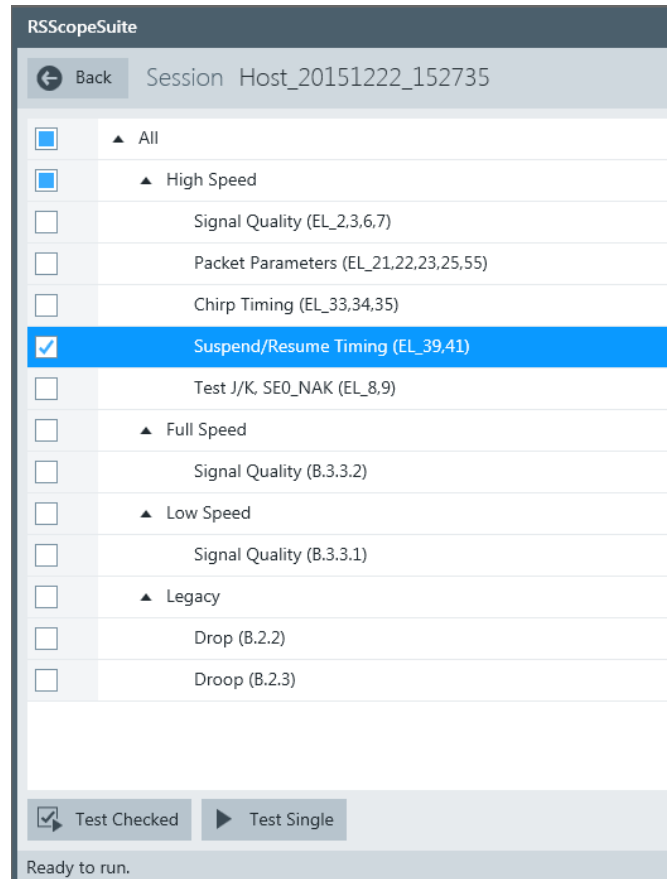 RSScopeSuite
Back Session Host_20151222_152735
All
High Speed
Signal Quality (EL_2,3,6,7)
Packet Parameters (EL_21,22,23,25,55)
Chirp Timing (EL_33,34,35)
Suspend/Resume Timing (EL_39,41)
Test J/K, SE0_NAK (EL_8,9)
Full Speed
Signal Quality (B.3.3.2)
Low Speed
Signal Quality (B.3.3.1)
Legacy
Drop (B.2.2)
Droop (B.2.3)
Test Checked Test Single
Ready to run.